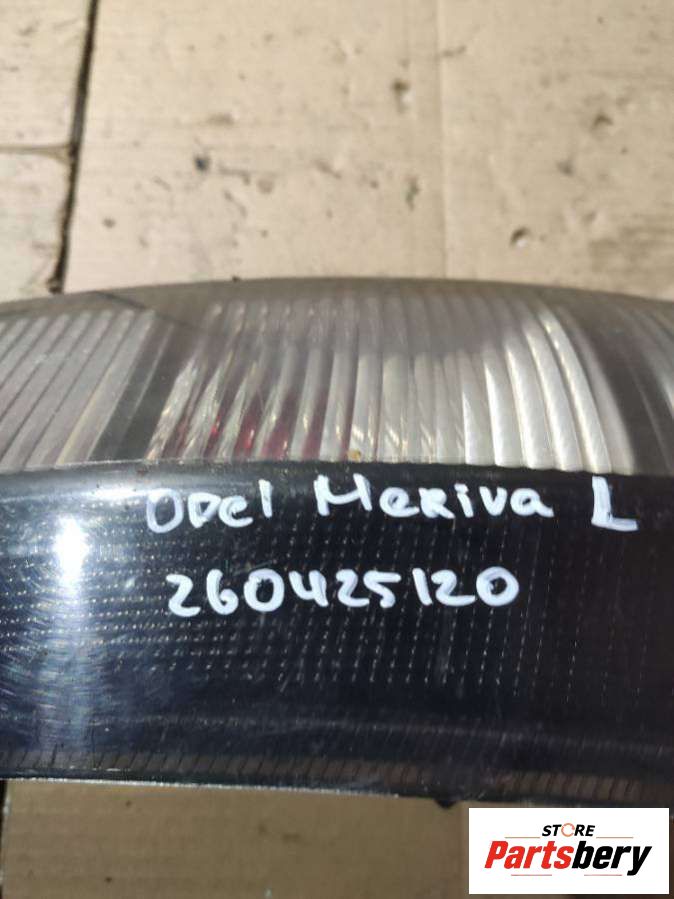 Opel Meriva L
260425120
STORE
Partsbery